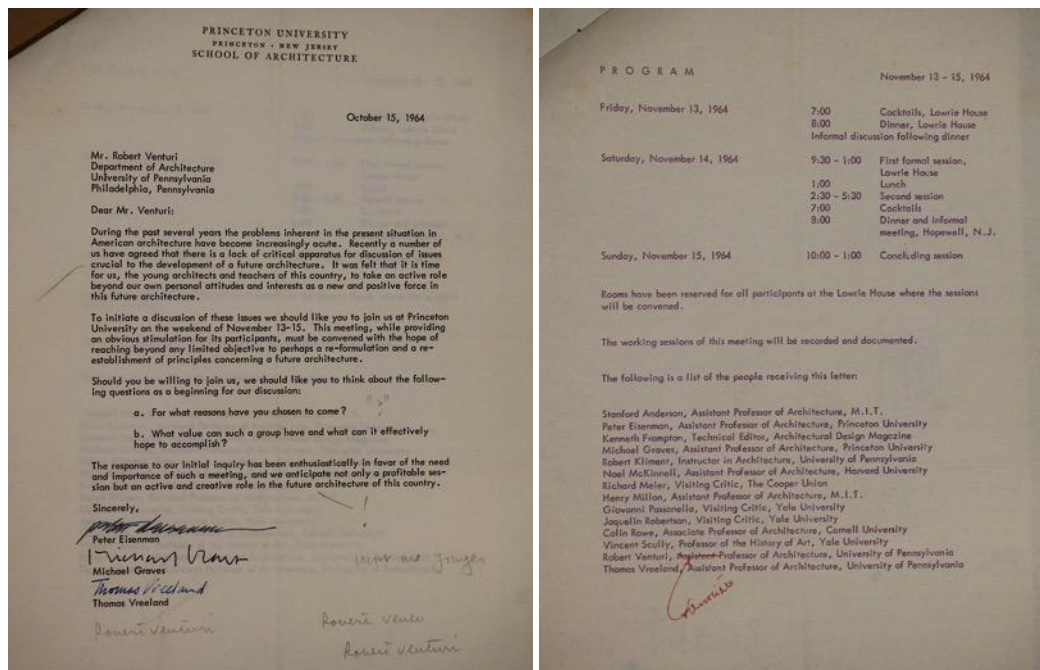 PRINCETON UNIVERSITY
PRINCETON · NEW JERSEY
SCHOOL OF ARCHITECTURE
October 15, 1964
Mr. Robert Venturi
Department of Architecture
University of Pennsylvania
Philadelphia, Pennsylvania
Dear Mr. Venturi:
During the past several years the problems inherent in the present situation in
American architecture have become increasingly acute. Recently a number of
us have agreed that there is a lack of critical apparatus for discussion of issues
crucial to the development of a future architecture. It was felt that it is time
for us, the young architects and teachers of this country, to take an active role
beyond our own personal attitudes and interests as a new and positive force in
this future architecture.
To initiate a discussion of these issues we should like you to join us at Princeton
University on the weekend of November 13-15. This meeting, while providing
an obvious stimulation for its participants, must be convened with the hope of
reaching beyond any limited objective to perhaps a re-formulation and a re-
establishment of principles concerning a future architecture.
Should you be willing to join us, we should like you to think about the follow-
ing questions as a beginning for our discussion:
a. For what reasons have you chosen to come?
b. What value can such a group have and what can it effectively
hope to accomplish?
The response to our initial inquiry has been enthusiastically in favor of the need
and importance of such a meeting, and we anticipate not only a profitable ses-
sion but an active and creative role in the future architecture of this country.
!
Sincerely,
Peter Eisenman
Peter Eisenman
Michael Graves
Michael Graves
most are younger
Thomas Vreeland
Thomas Vreeland
Robert Venturi
Robert Venturi
Robert Venturi
PROGRAM
November 13 - 15, 1964
Friday, November 13, 1964
7:00 Cocktails, Lowrie House
8:00 Dinner, Lowrie House
Informal discussion following dinner
Saturday, November 14, 1964
9:30 - 1:00 First formal session,
Lowrie House
1:00 Lunch
2:30 - 5:30 Second session
7:00 Cocktails
8:00 Dinner and informal
meeting, Hopewell, N.J.
Sunday, November 15, 1964 10:00 - 1:00 Concluding session
Rooms have been reserved for all participants at the Lowrie House where the sessions
will be convened.
The working sessions of this meeting will be recorded and documented.
The following is a list of the people receiving this letter:
Stanford Anderson, Assistant Professor of Architecture, M.I.T.
Peter Eisenman, Assistant Professor of Architecture, Princeton University
Kenneth Frampton, Technical Editor, Architectural Design Magazine
Michael Graves, Assistant Professor of Architecture, Princeton University
Robert Kliment, Instructor in Architecture, University of Pennsylvania
Noel McKinnell, Assistant Professor of Architecture, Harvard University
Richard Meier, Visiting Critic, The Cooper Union
Henry Millon, Assistant Professor of Architecture, M.I.T.
Giovanni Passanella, Visiting Critic, Yale University
Jaquelin Robertson, Visiting Critic, Yale University
Colin Rowe, Associate Professor of Architecture, Cornell University
Vincent Scully, Professor of the History of Art, Yale University
Robert Venturi, Assistant Professor of Architecture, University of Pennsylvania
Thomas Vreeland, Assistant Professor of Architecture, University of Pennsylvania